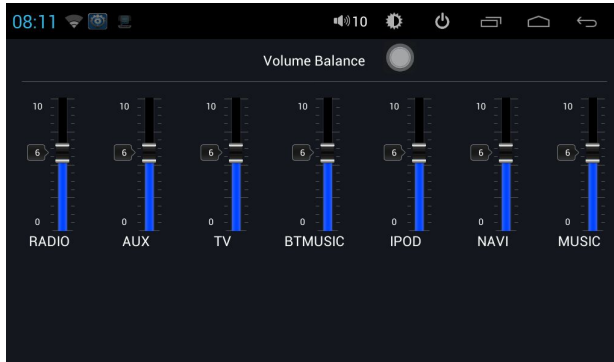 08:11 10
Volume Balance
10 10 10 10 10 10 10
6 6 6 6 6 6 6
0 0 0 0 0 0 0
RADIO AUX TV BTMUSIC IPOD NAVI MUSIC